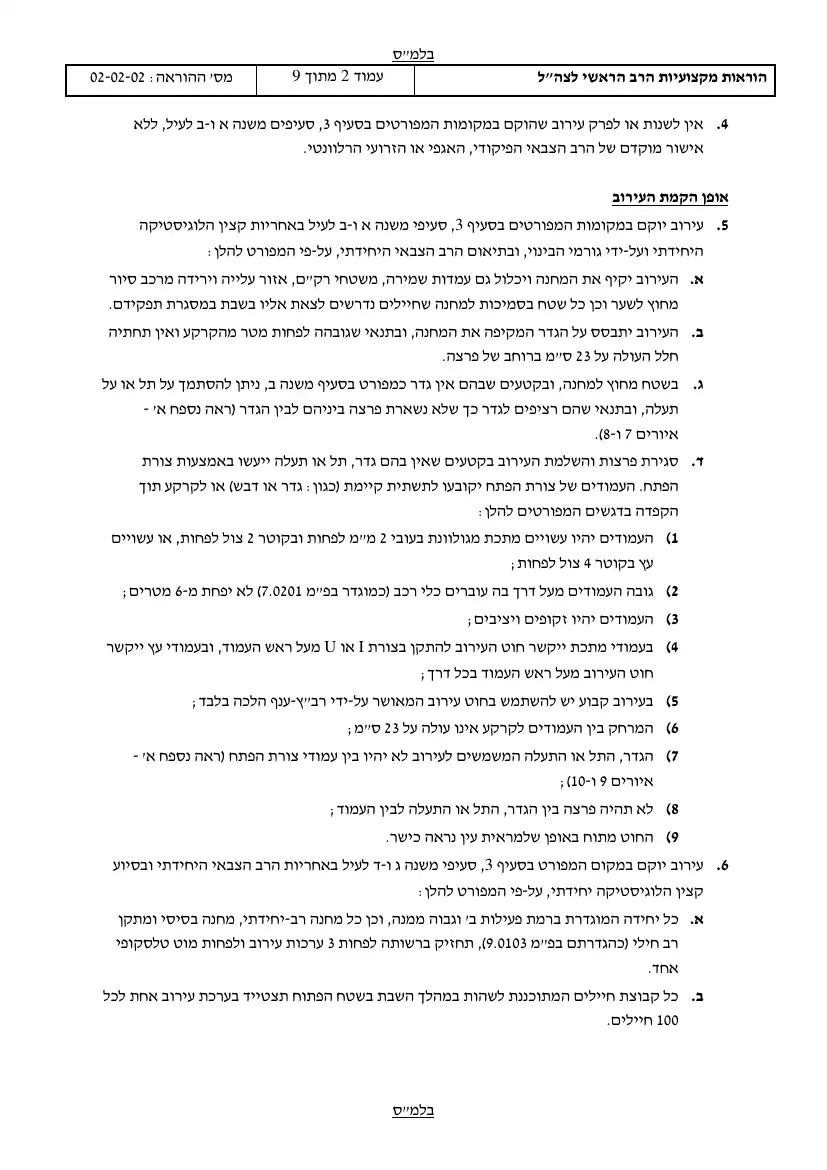 בלמ״ס
הוראות מקצועיות הרב הראשי לצה״ל עמוד 2 מתוך 9 מס׳ ההוראה: 02-02-02
4. אין לשנות או לפרק עירוב שהוקם במקומות המפורטים בסעיף 3, סעיפים משנה א ו-ב לעיל, ללא
אישור מוקדם של הרב הצבאי הפיקודי, האגפי או הזרועי הרלוונטי.
אופן הקמת העירוב
5. עירוב יוקם במקומות המפורטים בסעיף 3, סעיפי משנה א ו-ב לעיל באחריות קצין הלוגיסטיקה
היחידתי ועל-ידי גורמי הבינוי, ובתיאום הרב הצבאי היחידתי, על-פי המפורט להלן:
א. העירוב יקיף את המחנה ויכלול גם עמדות שמירה, משטחי רק״ם, אזור עלייה וירידה מרכב סיור
מחוץ לשער וכן כל שטח בסמיכות למחנה שחיילים נדרשים לצאת אליו בשבת במסגרת תפקידם.
ב. העירוב יתבסס על הגדר המקיפה את המחנה, ובתנאי שגובהה לפחות מטר מהקרקע ואין תחתיה
חלל העולה על 23 ס״מ ברוחב של פרצה.
ג. בשטח מחוץ למחנה, ובקטעים שבהם אין גדר כמפורט בסעיף משנה ב, ניתן להסתמך על תל או על
תעלה, ובתנאי שהם רציפים לגדר כך שלא נשארת פרצה ביניהם לבין הגדר (ראה נספח א׳ -
איורים 7 ו-8).
ד. סגירת פרצות והשלמת העירוב בקטעים שאין בהם גדר, תל או תעלה ייעשו באמצעות צורת
הפתח. העמודים של צורת הפתח יקובעו לתשתית קיימת (כגון: גדר או דבש) או לקרקע תוך
הקפדה בדגשים המפורטים להלן:
1) העמודים יהיו עשויים מתכת מגולוונת בעובי 2 מ״מ לפחות ובקוטר 2 צול לפחות, או עשויים
עץ בקוטר 4 צול לפחות;
2) גובה העמודים מעל דרך בה עוברים כלי רכב (כמוגדר בפ״מ 7.0201) לא יפחת מ-6 מטרים;
3) העמודים יהיו זקופים ויציבים;
4) בעמודי מתכת ייקשר חוט העירוב להתקן בצורת I או U מעל ראש העמוד, ובעמודי עץ ייקשר
חוט העירוב מעל ראש העמוד בכל דרך;
5) בעירוב קבוע יש להשתמש בחוט עירוב המאושר על-ידי רב״ץ-ענף הלכה בלבד;
6) המרחק בין העמודים לקרקע אינו עולה על 23 ס״מ;
7) הגדר, התל או התעלה המשמשים לעירוב לא יהיו בין עמודי צורת הפתח (ראה נספח א׳ -
איורים 9 ו-10);
8) לא תהיה פרצה בין הגדר, התל או התעלה לבין העמוד;
9) החוט מתוח באופן שלמראית עין נראה כישר.
6. עירוב יוקם במקום המפורט בסעיף 3, סעיפי משנה ג ו-ד לעיל באחריות הרב הצבאי היחידתי ובסיוע
קצין הלוגיסטיקה יחידתי, על-פי המפורט להלן:
א. כל יחידה המוגדרת ברמת פעילות ב׳ וגבוה ממנה, וכן כל מחנה רב-יחידתי, מחנה בסיסי ומתקן
רב חילי (כהגדרתם בפ״מ 9.0103), תחזיק ברשותה לפחות 3 ערכות עירוב ולפחות מוט טלסקופי
אחד.
ב. כל קבוצת חיילים המתוכננת לשהות במהלך השבת בשטח הפתוח תצטייד בערכת עירוב אחת לכל
100 חיילים.
בלמ״ס